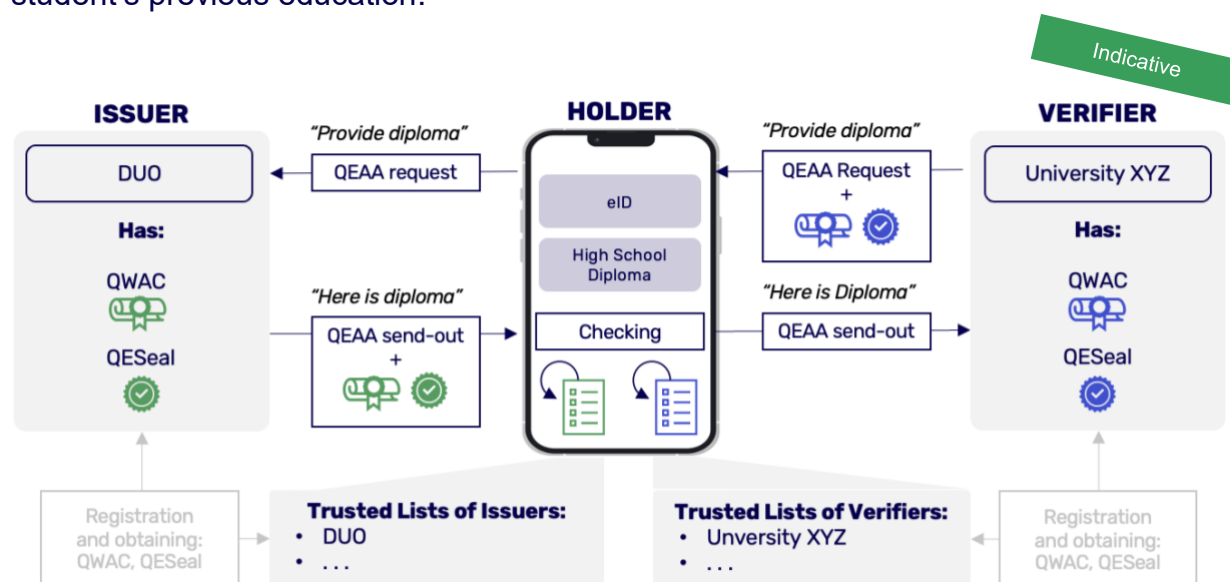 student's previous education.
Indicative
ISSUER
HOLDER
VERIFIER
DUO
Has:
QWAC
QESeal
"Provide diploma"
QEAA request
"Here is diploma"
QEAA send-out
+
eID
High School
Diploma
Checking
"Provide diploma"
QEAA Request
+
"Here is Diploma"
QEAA send-out
University XYZ
Has:
QWAC
QESeal
Registration
and obtaining:
QWAC, QESeal
Trusted Lists of Issuers:
• DUO
• . . .
Trusted Lists of Verifiers:
• Unversity XYZ
• . . .
Registration
and obtaining:
QWAC, QESeal